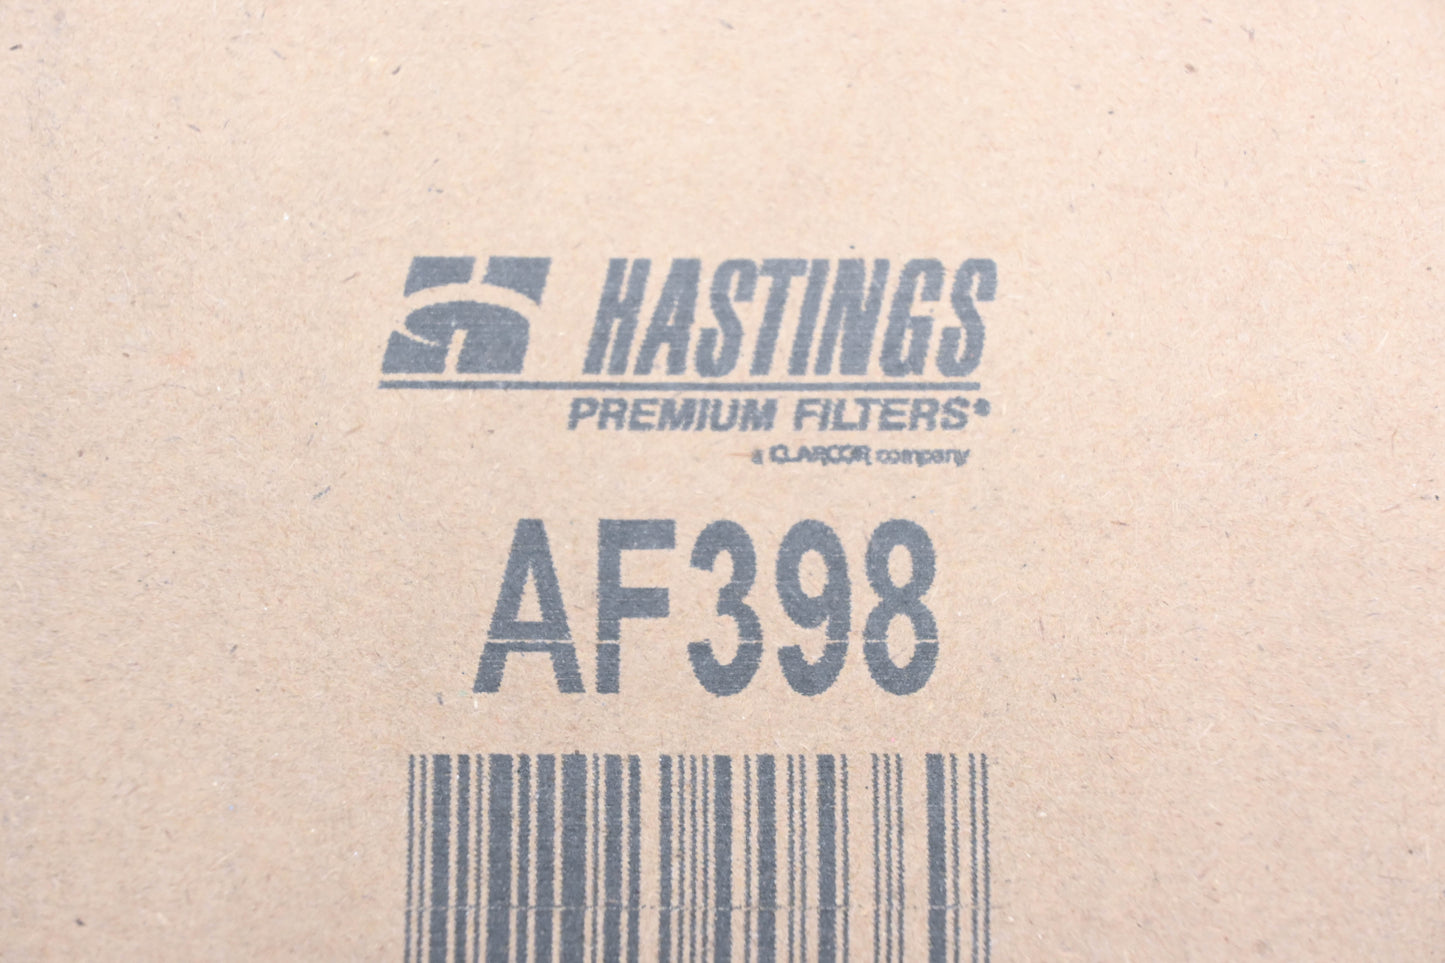 HASTINGS
PREMIUM FILTERS®
a CLARCOR company
AF398